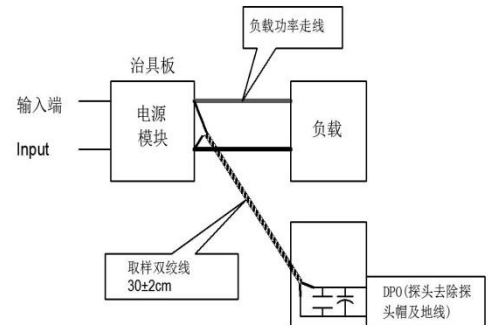 负载功率走线
治具板
输入端
电源
模块
负载
Input
取样双绞线
30±2cm
DPO(探头去除探
头帽及地线)